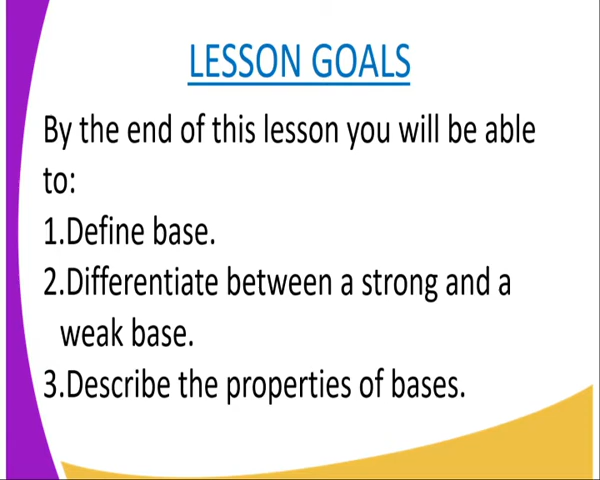 LESSON GOALS
By the end of this lesson you will be able
to:
1.Define base.
2.Differentiate between a strong and a
weak base.
3.Describe the properties of bases.